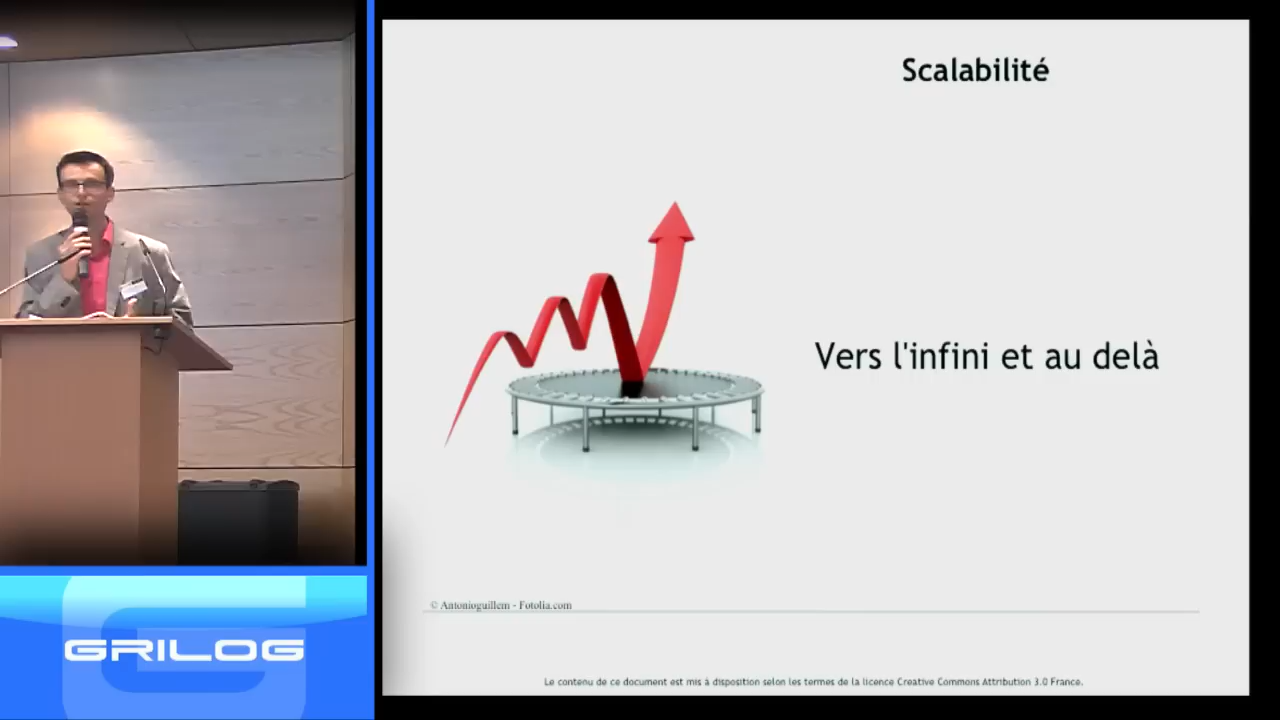 Scalabilité
Vers l'infini et au delà
© Antonioguillem - Fotolia.com
Le contenu de ce document est mis à disposition selon les termes de la licence Creative Commons Attribution 3.0 France.
GRILOG